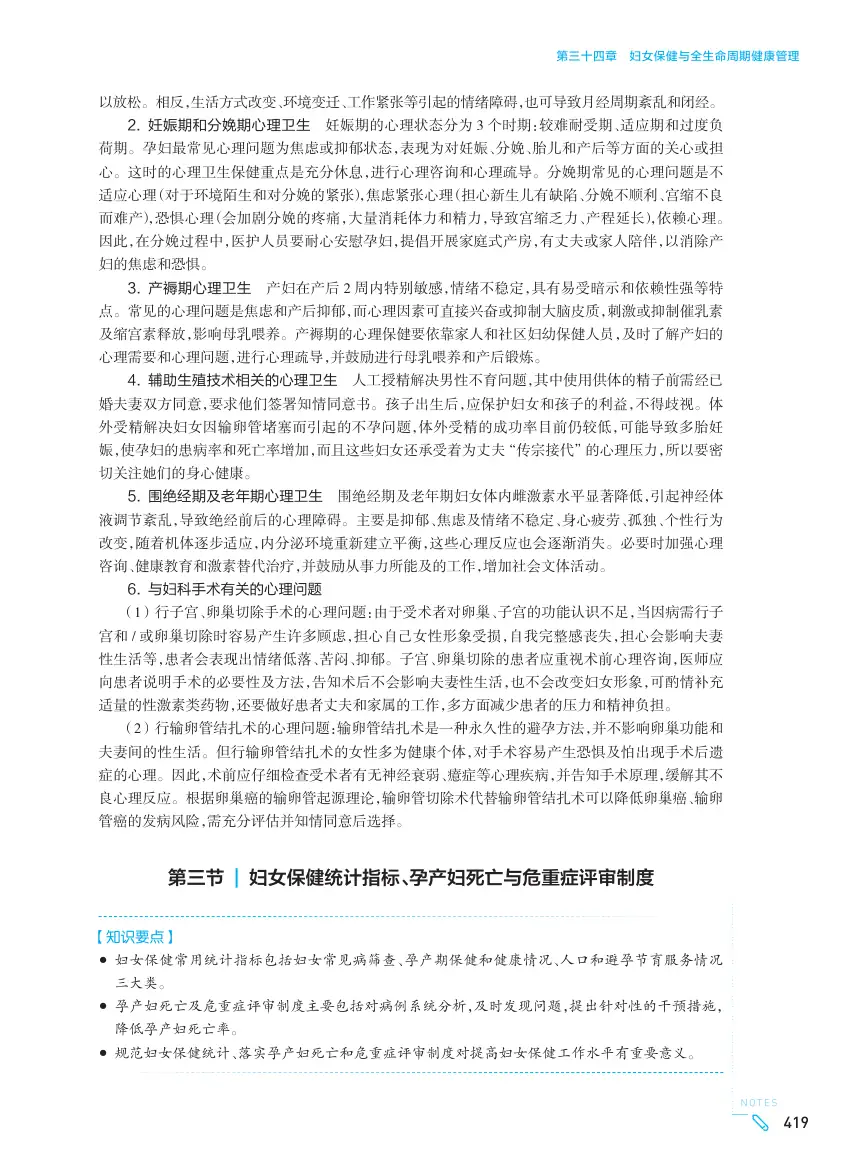 第三十四章 妇女保健与全生命周期健康管理
以放松。相反,生活方式改变、环境变迁、工作紧张等引起的情绪障碍,也可导致月经周期紊乱和闭经。
2. 妊娠期和分娩期心理卫生 妊娠期的心理状态分为 3 个时期:较难耐受期、适应期和过度负
荷期。孕妇最常见心理问题为焦虑或抑郁状态,表现为对妊娠、分娩、胎儿和产后等方面的关心或担
心。这时的心理卫生保健重点是充分休息,进行心理咨询和心理疏导。分娩期常见的心理问题是不
适应心理(对于环境陌生和对分娩的紧张),焦虑紧张心理(担心新生儿有缺陷、分娩不顺利、宫缩不良
而难产),恐惧心理(会加剧分娩的疼痛,大量消耗体力和精力,导致宫缩乏力、产程延长),依赖心理。
因此,在分娩过程中,医护人员要耐心安慰孕妇,提倡开展家庭式产房,有丈夫或家人陪伴,以消除产
妇的焦虑和恐惧。
3. 产褥期心理卫生 产妇在产后 2 周内特别敏感,情绪不稳定,具有易受暗示和依赖性强等特
点。常见的心理问题是焦虑和产后抑郁,而心理因素可直接兴奋或抑制大脑皮质,刺激或抑制催乳素
及缩宫素释放,影响母乳喂养。产褥期的心理保健要依靠家人和社区妇幼保健人员,及时了解产妇的
心理需要和心理问题,进行心理疏导,并鼓励进行母乳喂养和产后锻炼。
4. 辅助生殖技术相关的心理卫生 人工授精解决男性不育问题,其中使用供体的精子前需经已
婚夫妻双方同意,要求他们签署知情同意书。孩子出生后,应保护妇女和孩子的利益,不得歧视。体
外受精解决妇女因输卵管堵塞而引起的不孕问题,体外受精的成功率目前仍较低,可能导致多胎妊
娠,使孕妇的患病率和死亡率增加,而且这些妇女还承受着为丈夫“传宗接代”的心理压力,所以要密
切关注她们的身心健康。
5. 围绝经期及老年期心理卫生 围绝经期及老年期妇女体内雌激素水平显著降低,引起神经体
液调节紊乱,导致绝经前后的心理障碍。主要是抑郁、焦虑及情绪不稳定、身心疲劳、孤独、个性行为
改变,随着机体逐步适应,内分泌环境重新建立平衡,这些心理反应也会逐渐消失。必要时加强心理
咨询、健康教育和激素替代治疗,并鼓励从事力所能及的工作,增加社会文体活动。
6. 与妇科手术有关的心理问题
(1)行子宫、卵巢切除手术的心理问题:由于受术者对卵巢、子宫的功能认识不足,当因病需行子
宫和 / 或卵巢切除时容易产生许多顾虑,担心自己女性形象受损,自我完整感丧失,担心会影响夫妻
性生活等,患者会表现出情绪低落、苦闷、抑郁。子宫、卵巢切除的患者应重视术前心理咨询,医师应
向患者说明手术的必要性及方法,告知术后不会影响夫妻性生活,也不会改变妇女形象,可酌情补充
适量的性激素类药物,还要做好患者丈夫和家属的工作,多方面减少患者的压力和精神负担。
(2)行输卵管结扎术的心理问题:输卵管结扎术是一种永久性的避孕方法,并不影响卵巢功能和
夫妻间的性生活。但行输卵管结扎术的女性多为健康个体,对手术容易产生恐惧及怕出现手术后遗
症的心理。因此,术前应仔细检查受术者有无神经衰弱、癔症等心理疾病,并告知手术原理,缓解其不
良心理反应。根据卵巢癌的输卵管起源理论,输卵管切除术代替输卵管结扎术可以降低卵巢癌、输卵
管癌的发病风险,需充分评估并知情同意后选择。
第三节 | 妇女保健统计指标、孕产妇死亡与危重症评审制度
【知识要点】
● 妇女保健常用统计指标包括妇女常见病筛查、孕产期保健和健康情况、人口和避孕节育服务情况
三大类。
● 孕产妇死亡及危重症评审制度主要包括对病例系统分析,及时发现问题,提出针对性的干预措施,
降低孕产妇死亡率。
● 规范妇女保健统计、落实孕产妇死亡和危重症评审制度对提高妇女保健工作水平有重要意义。
NOTES
419